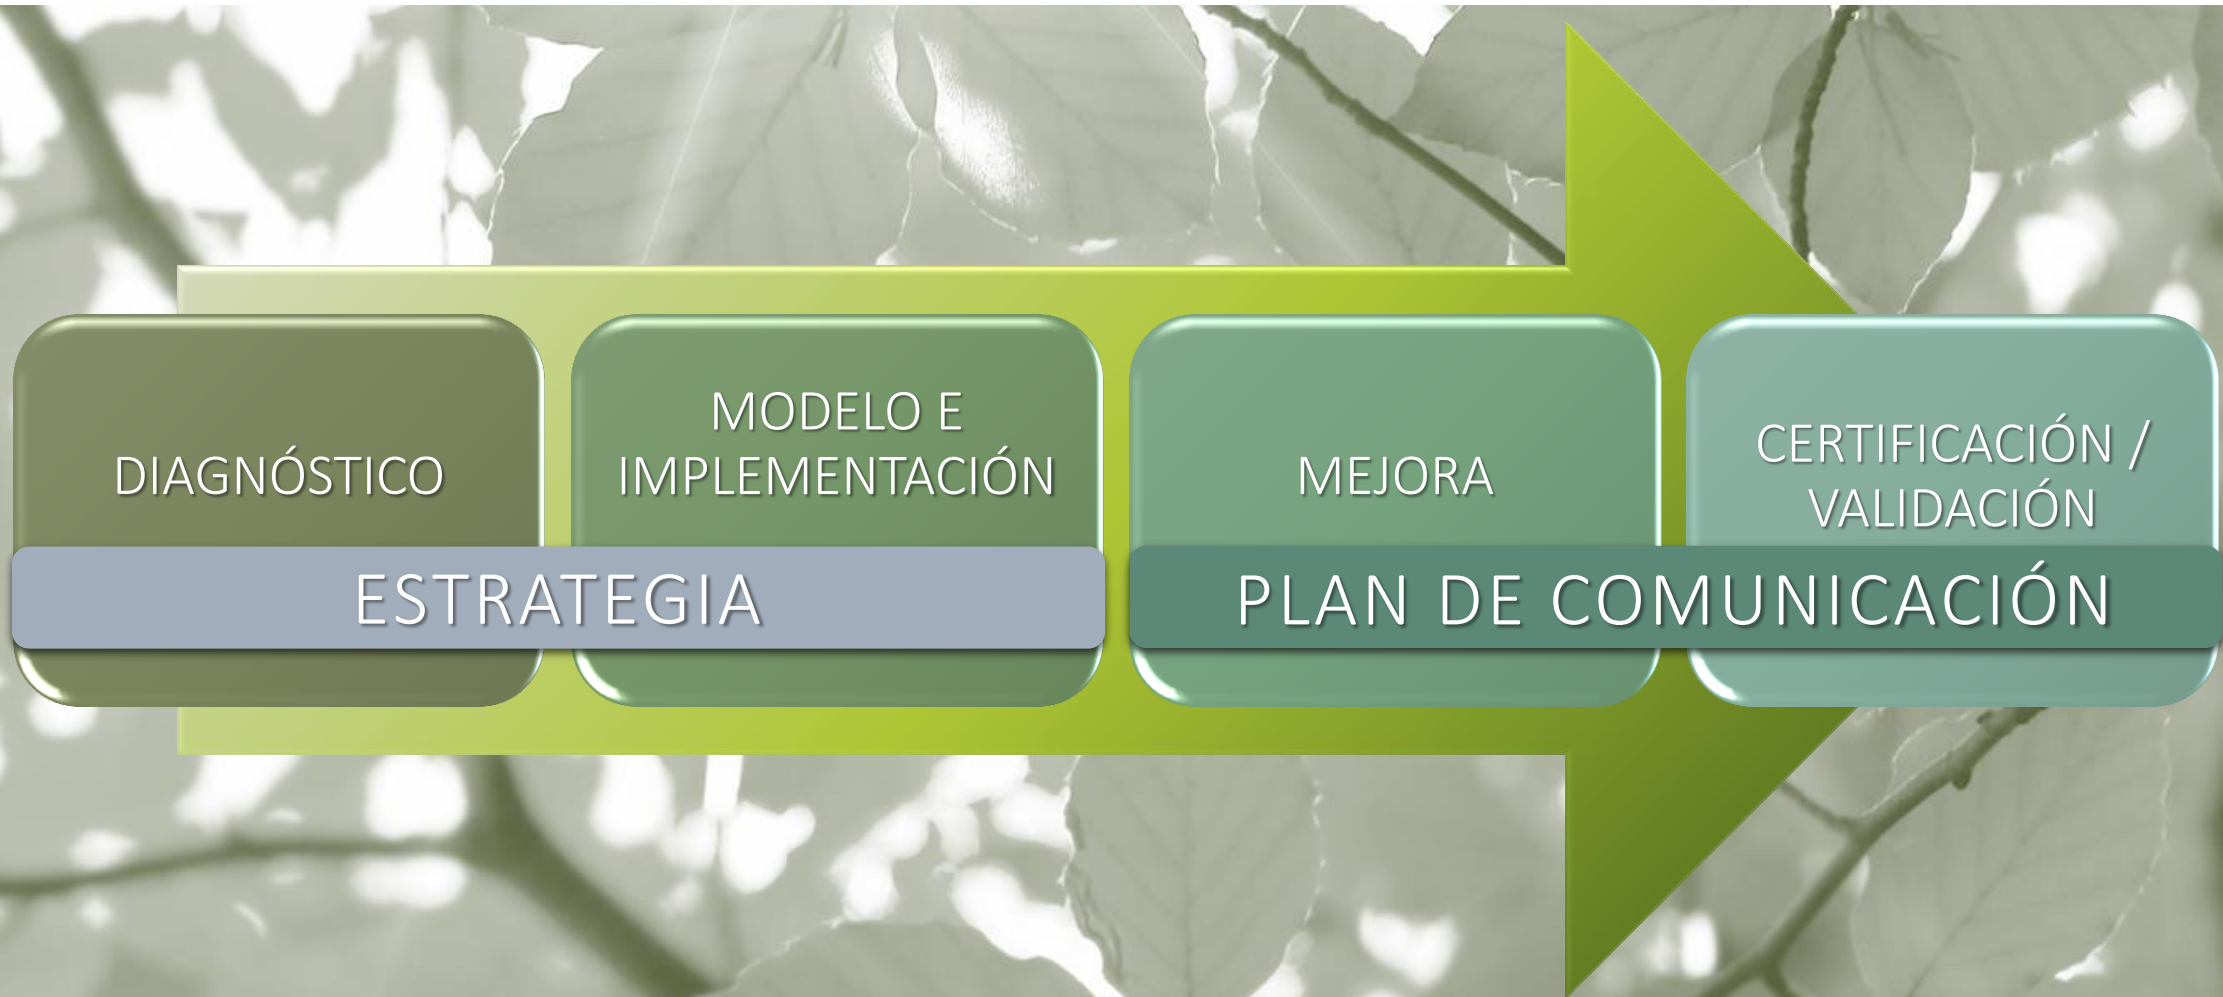 DIAGNÓSTICO
MODELO E
IMPLEMENTACIÓN
MEJORA
CERTIFICACIÓN /
VALIDACIÓN
ESTRATEGIA
PLAN DE COMUNICACIÓN